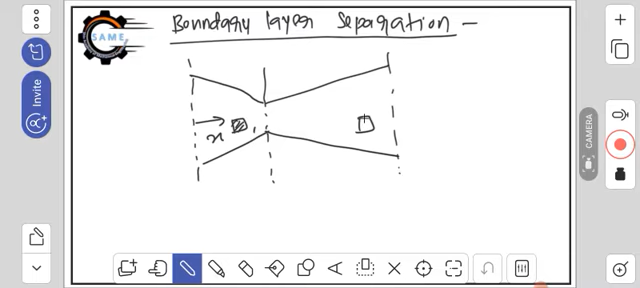 Boundary layer Separation -
SAME
x
Invite
CAMERA